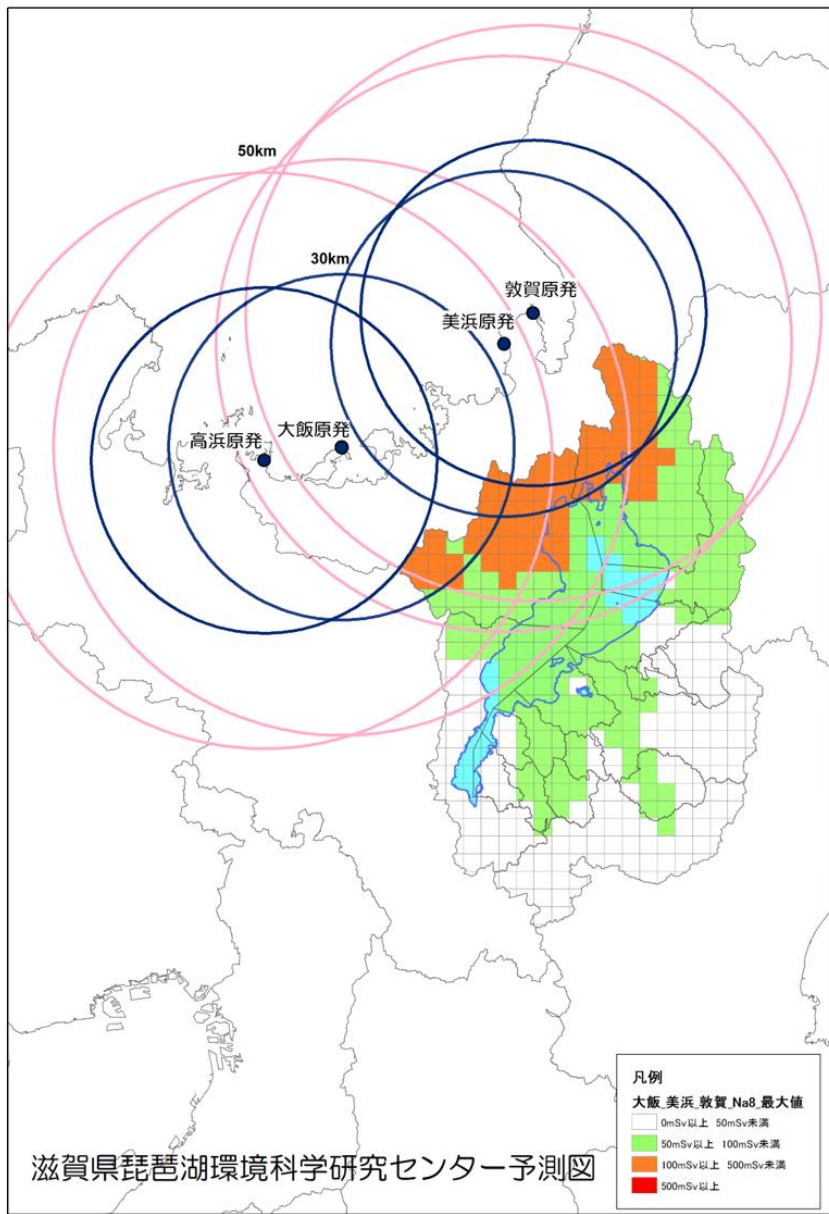 50km
30km
敦賀原発
美浜原発
大飯原発
高浜原発
凡例
大飯_美浜_敦賀_Na8_最大値
0mSv以上 50mSv未満
50mSv以上 100mSv未満
100mSv以上 500mSv未満
500mSv以上
滋賀県琵琶湖環境科学研究センター予測図